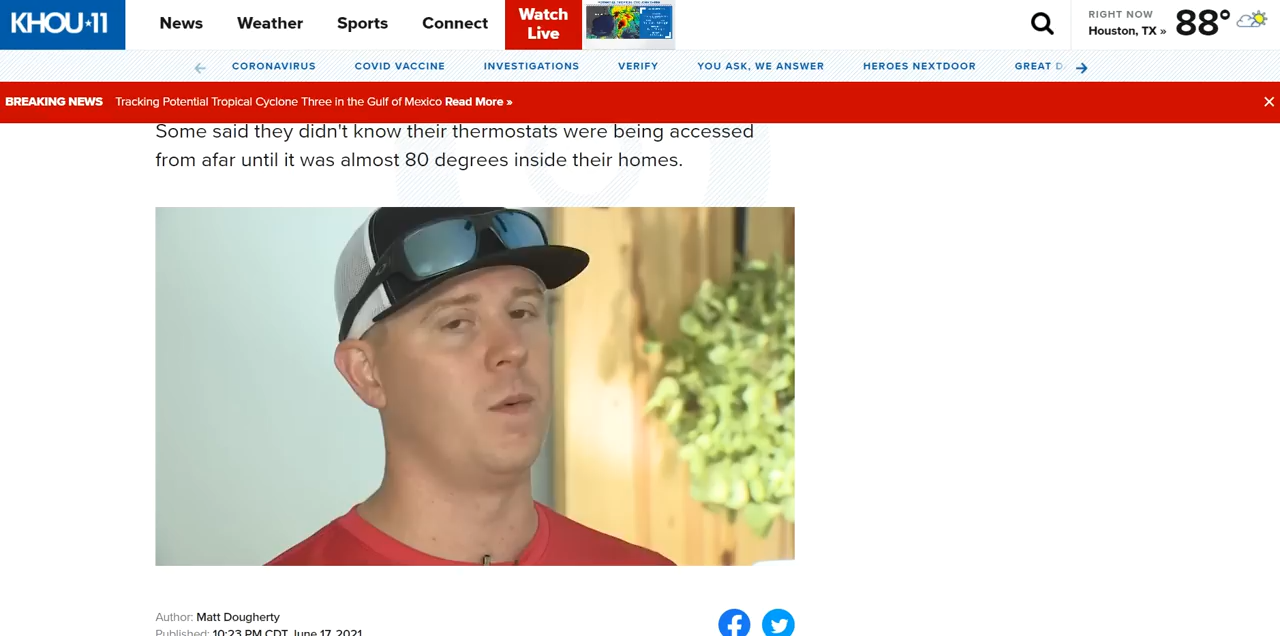 KHOU★11
News
Weather
Sports
Connect
Watch
Live
RIGHT NOW
Houston, TX »
88°
CORONAVIRUS
COVID VACCINE
INVESTIGATIONS
VERIFY
YOU ASK, WE ANSWER
HEROES NEXTDOOR
GREAT D
BREAKING NEWS Tracking Potential Tropical Cyclone Three in the Gulf of Mexico Read More »
Some said they didn't know their thermostats were being accessed
from afar until it was almost 80 degrees inside their homes.
Author: Matt Dougherty
Published: 10:23 PM CDT June 17, 2021